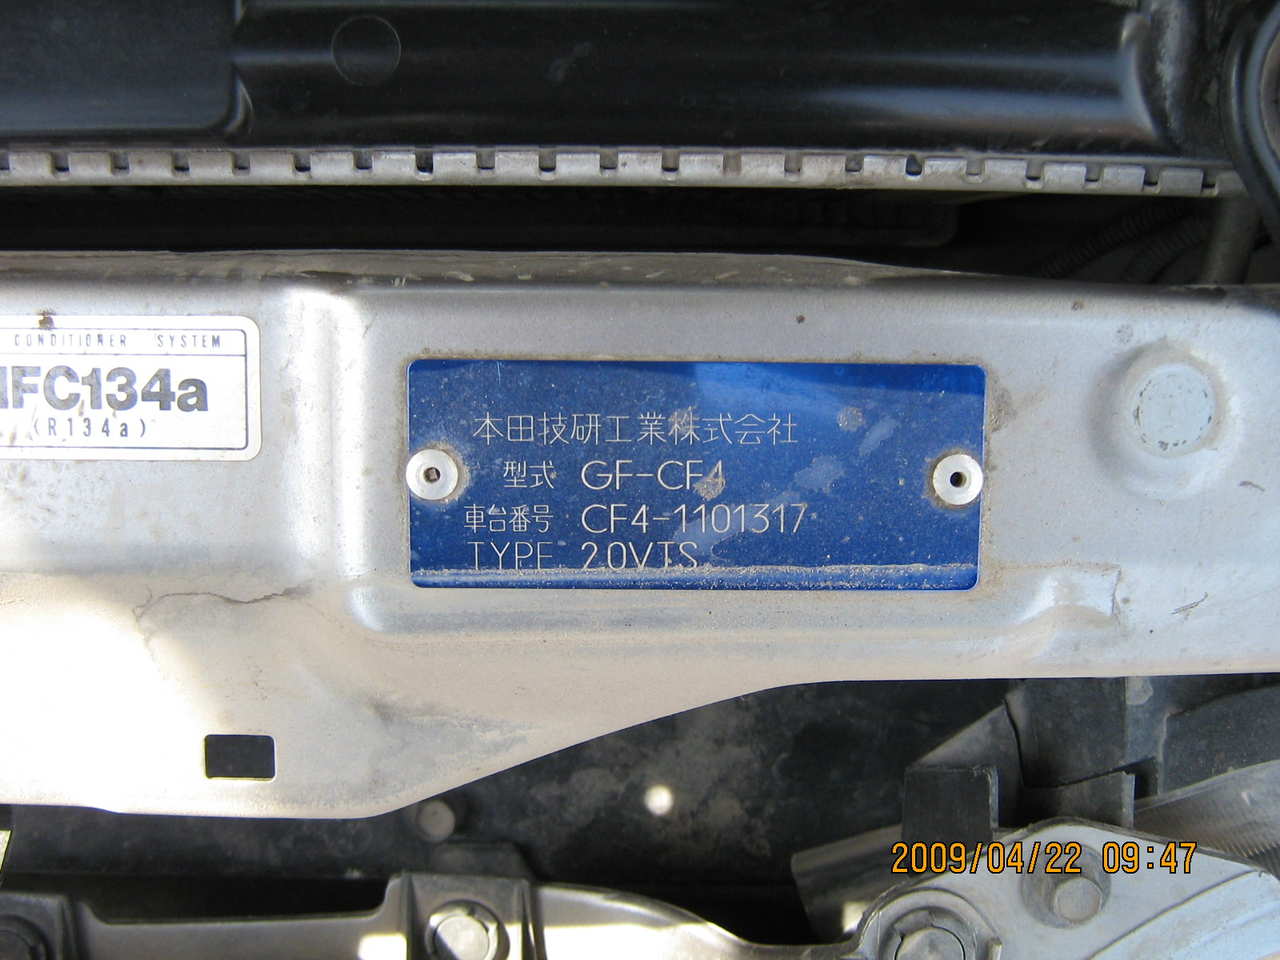 CONDITIONER SYSTEM
HFC134a
(R134a)
本田技研工業株式会社
型式 GF-CF4
車台番号 CF4-1101317
TYPE 2.0VTS
2009/04/22 09:47